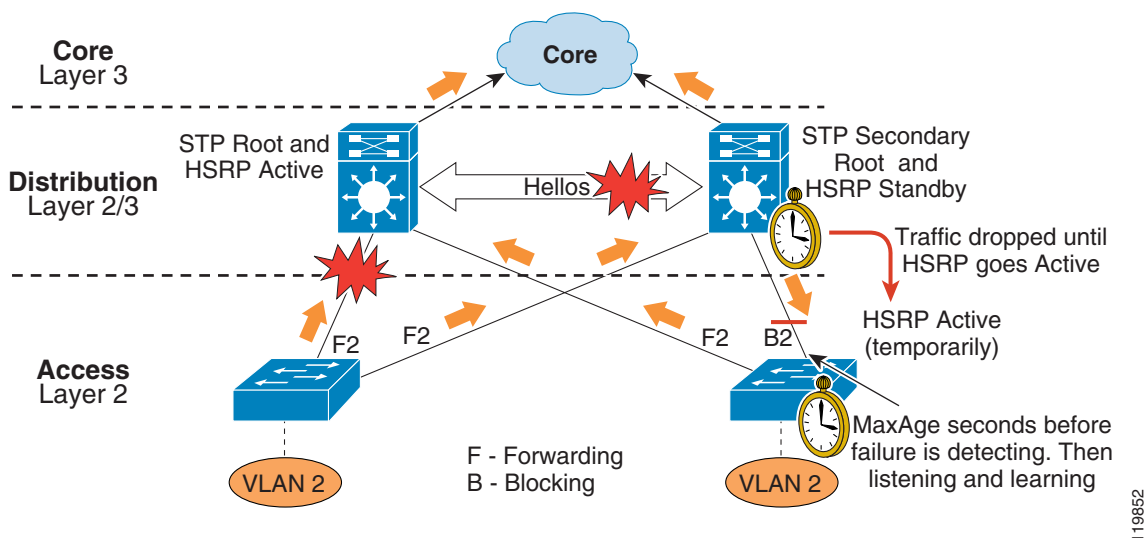 Core
Layer 3
Core
STP Root and
HSRP Active
STP Secondary
Root and
HSRP Standby
Distribution
Layer 2/3
Hellos
Traffic dropped until
HSRP goes Active
HSRP Active
(temporarily)
F2
F2
F2
B2
Access
Layer 2
MaxAge seconds before
failure is detecting. Then
listening and learning
F - Forwarding
B - Blocking
VLAN 2
VLAN 2
119852